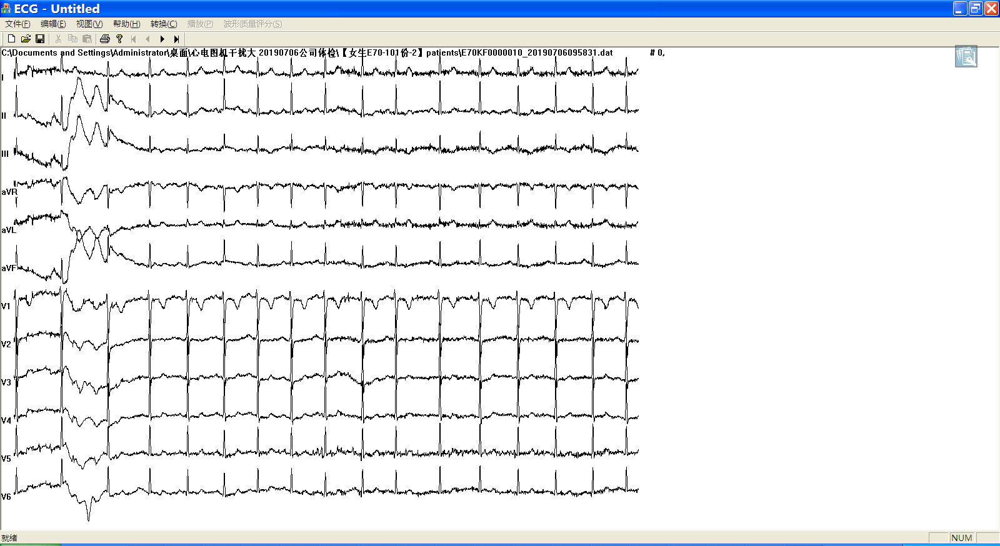 ECG - Untitled
文件(F) 编辑(E) 视图(V) 帮助(H) 转换(C) 播放(P) 波形质量评分(S)
C:\Documents and Settings\Administrator\桌面\心电图机干扰大 20190706公司体检\【女生E70-101份-2】patients\E70KF0000010_20190706095831.dat # 0,
I
II
III
aVR
aVL
aVF
V1
V2
V3
V4
V5
V6
就绪 NUM